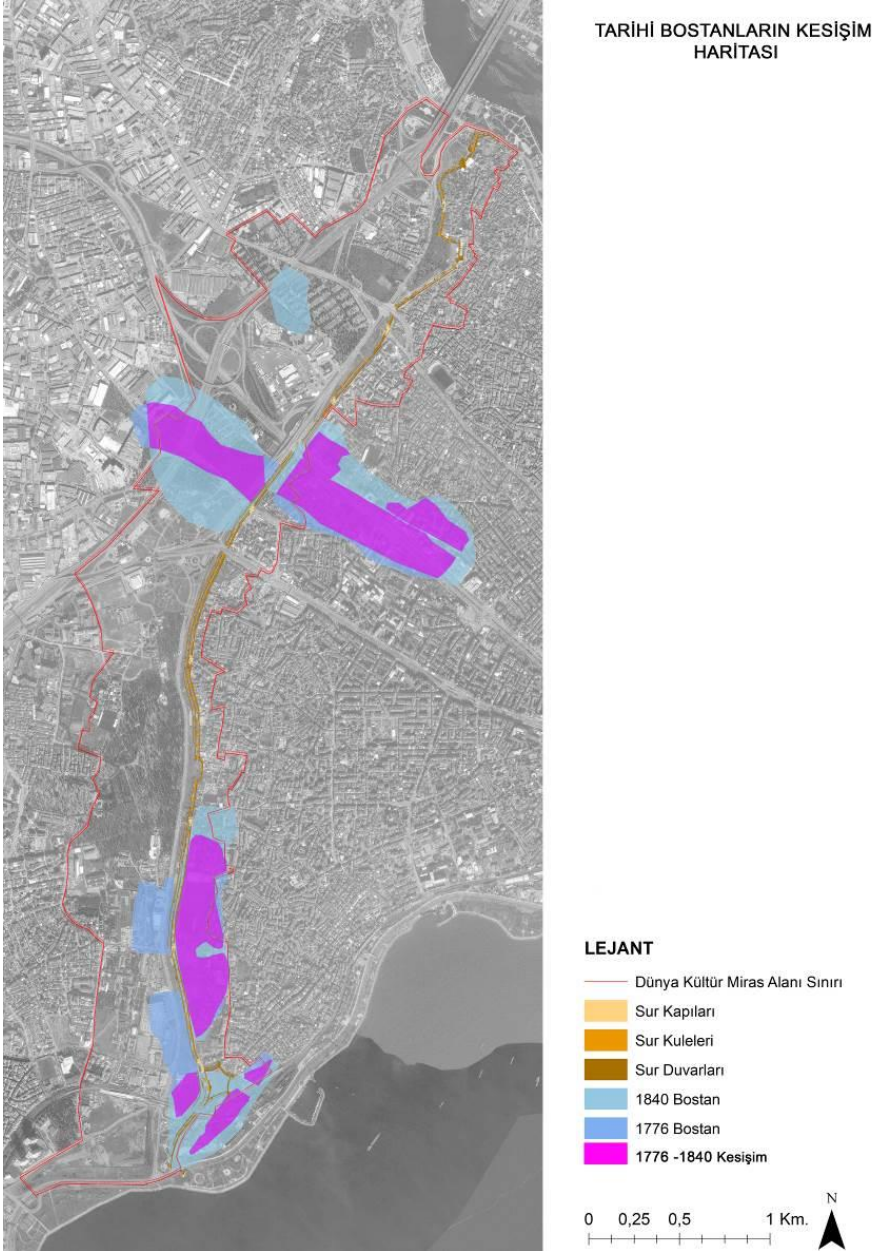 TARİHİ BOSTANLARIN KESİŞİM
HARİTASI
LEJANT
Dünya Kültür Miras Alanı Sınırı
Sur Kapıları
Sur Kuleleri
Sur Duvarları
1840 Bostan
1776 Bostan
1776 -1840 Kesişim
0 0,25 0,5 1 Km.
N